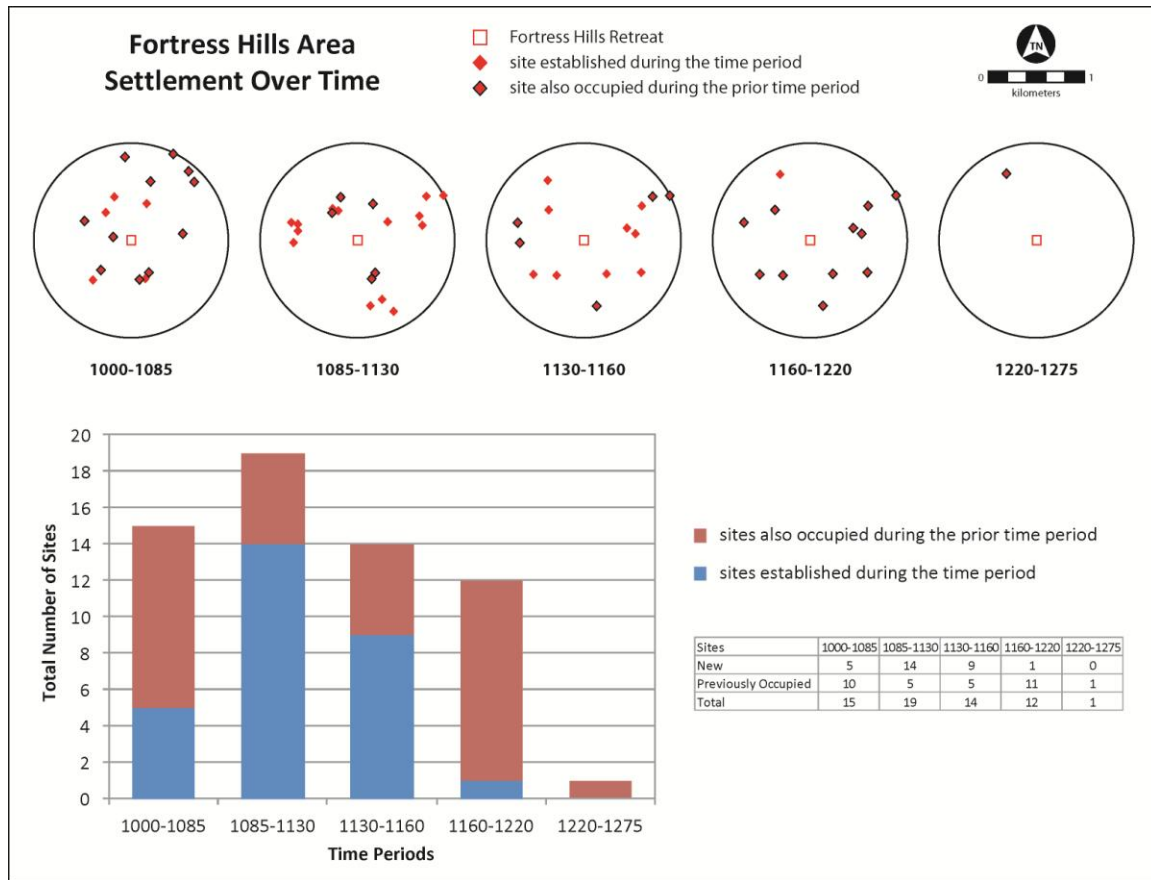 Fortress Hills Area
Settlement Over Time
Fortress Hills Retreat
site established during the time period
site also occupied during the prior time period
TN
0 1
kilometers
1000-1085 1085-1130 1130-1160 1160-1220 1220-1275
Total Number of Sites
20
18
16
14
12
10
8
6
4
2
0
1000-1085 1085-1130 1130-1160 1160-1220 1220-1275
Time Periods
sites also occupied during the prior time period
sites established during the time period
Sites 1000-1085 1085-1130 1130-1160 1160-1220 1220-1275
New 5 14 9 1 0
Previously Occupied 10 5 5 11 1
Total 15 19 14 12 1